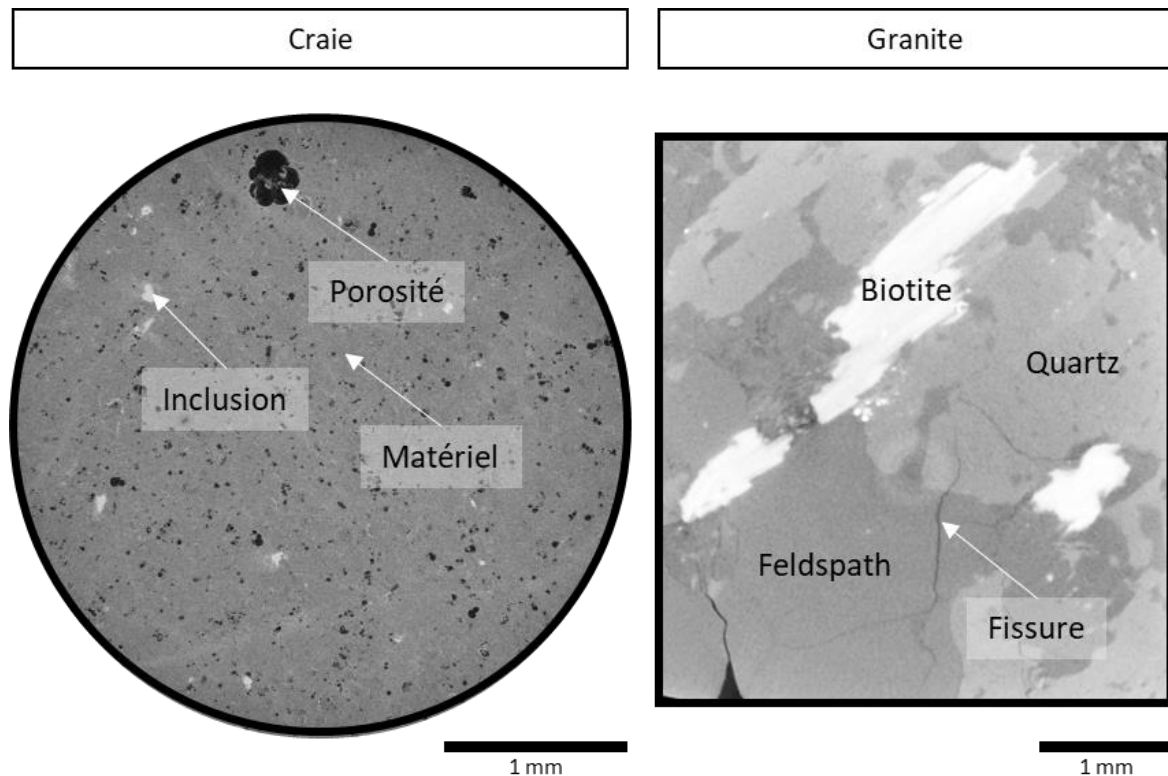 Craie
Granite
Porosité
Inclusion
Matériel
Biotite
Quartz
Feldspath
Fissure
1 mm
1 mm